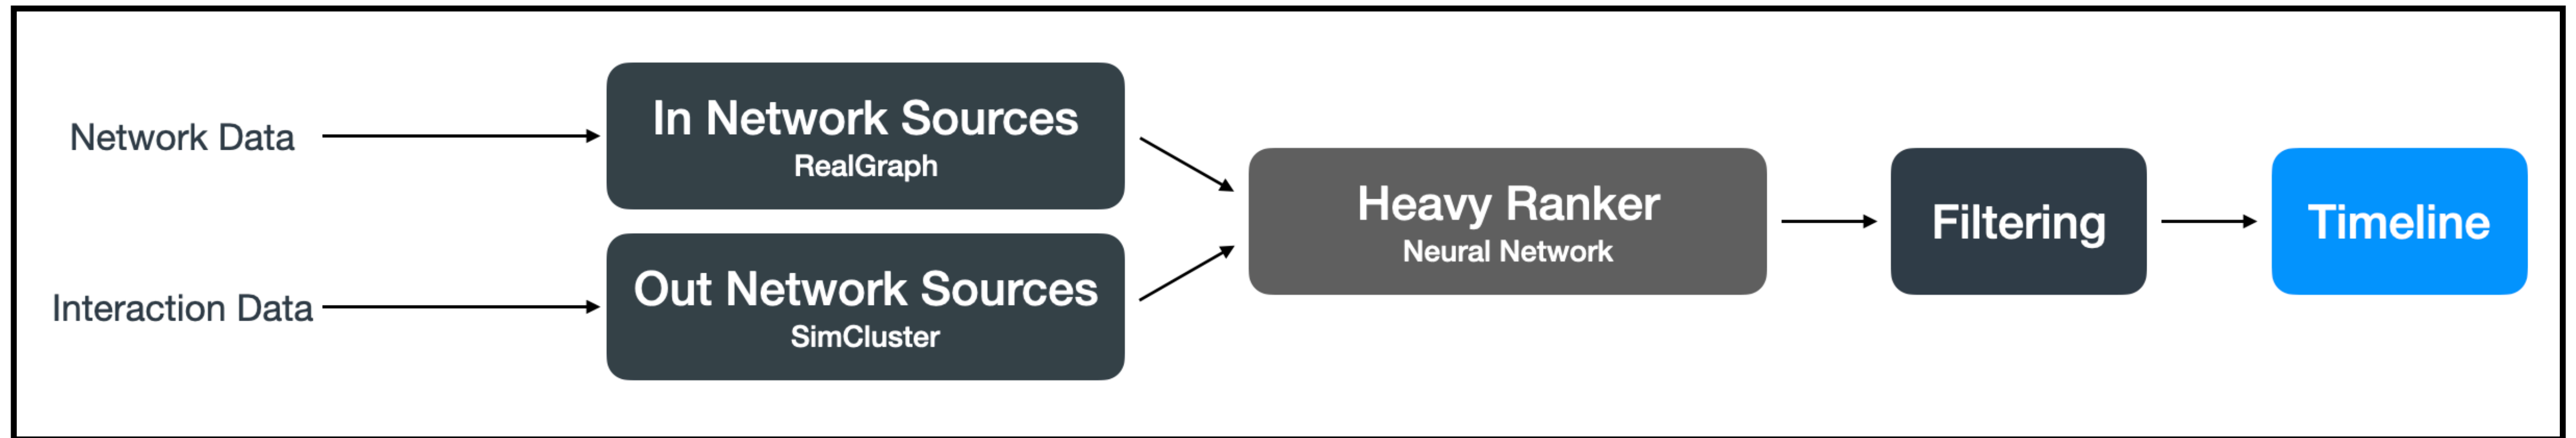 Network Data
In Network Sources
RealGraph
Interaction Data
Out Network Sources
SimCluster
Heavy Ranker
Neural Network
Filtering
Timeline